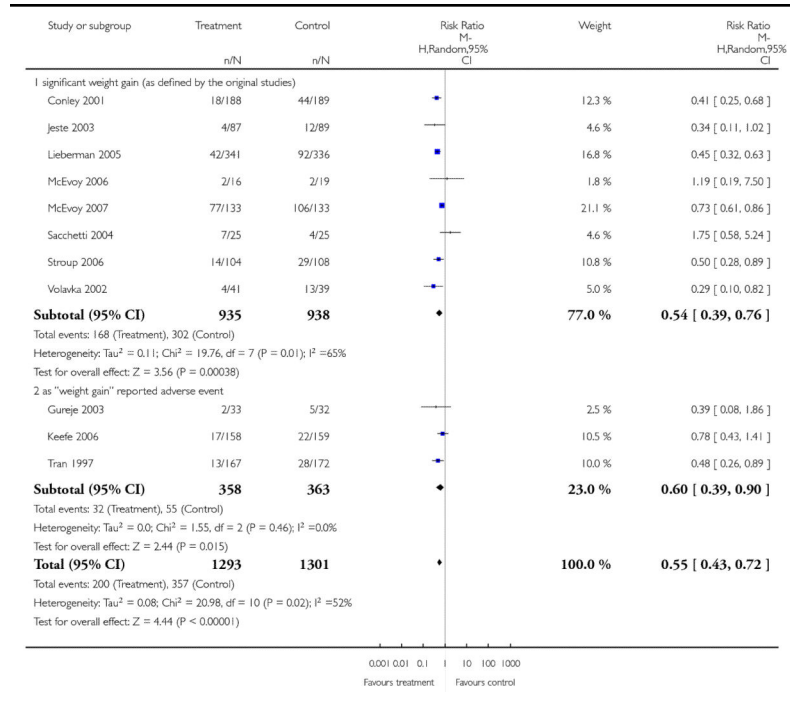 Study or subgroup Treatment Control Risk Ratio Weight Risk Ratio
M- M-
H,Random,95% H,Random,95%
n/N n/N CI CI
1 significant weight gain (as defined by the original studies)
Conley 2001 18/188 44/189 12.3 % 0.41 [ 0.25, 0.68 ]
Jeste 2003 4/87 12/89 4.6 % 0.34 [ 0.11, 1.02 ]
Lieberman 2005 42/341 92/336 16.8 % 0.45 [ 0.32, 0.63 ]
McEvoy 2006 2/16 2/19 1.8 % 1.19 [ 0.19, 7.50 ]
McEvoy 2007 77/133 106/133 21.1 % 0.73 [ 0.61, 0.86 ]
Sacchetti 2004 7/25 4/25 4.6 % 1.75 [ 0.58, 5.24 ]
Stroup 2006 14/104 29/108 10.8 % 0.50 [ 0.28, 0.89 ]
Volavka 2002 4/41 13/39 5.0 % 0.29 [ 0.10, 0.82 ]
Subtotal (95% CI) 935 938 77.0 % 0.54 [ 0.39, 0.76 ]
Total events: 168 (Treatment), 302 (Control)
Heterogeneity: Tau² = 0.11; Chi² = 19.76, df = 7 (P = 0.01); I² =65%
Test for overall effect: Z = 3.56 (P = 0.00038)
2 as "weight gain" reported adverse event
Gureje 2003 2/33 5/32 2.5 % 0.39 [ 0.08, 1.86 ]
Keefe 2006 17/158 22/159 10.5 % 0.78 [ 0.43, 1.41 ]
Tran 1997 13/167 28/172 10.0 % 0.48 [ 0.26, 0.89 ]
Subtotal (95% CI) 358 363 23.0 % 0.60 [ 0.39, 0.90 ]
Total events: 32 (Treatment), 55 (Control)
Heterogeneity: Tau² = 0.0; Chi² = 1.55, df = 2 (P = 0.46); I² =0.0%
Test for overall effect: Z = 2.44 (P = 0.015)
Total (95% CI) 1293 1301 100.0 % 0.55 [ 0.43, 0.72 ]
Total events: 200 (Treatment), 357 (Control)
Heterogeneity: Tau² = 0.08; Chi² = 20.98, df = 10 (P = 0.02); I² =52%
Test for overall effect: Z = 4.44 (P < 0.00001)
0.001 0.01 0.1 1 10 100 1000
Favours treatment Favours control